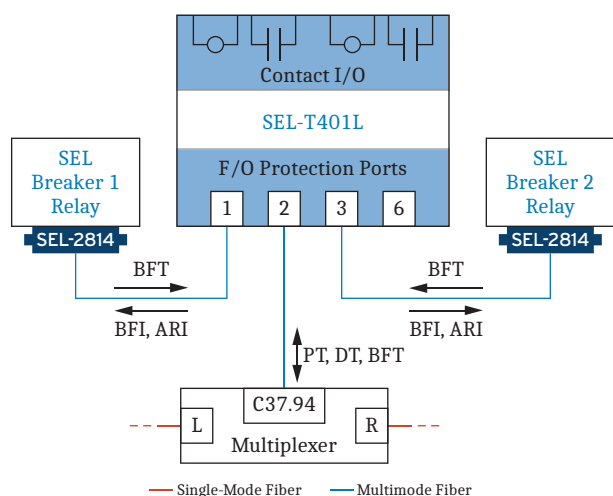 Contact I/O
SEL-T401L
F/O Protection Ports
1 2 3 6
SEL
Breaker 1
Relay
SEL-2814
SEL
Breaker 2
Relay
SEL-2814
BFT
BFI, ARI
BFT
BFI, ARI
PT, DT, BFT
C37.94
L
R
Multiplexer
Single-Mode Fiber
Multimode Fiber